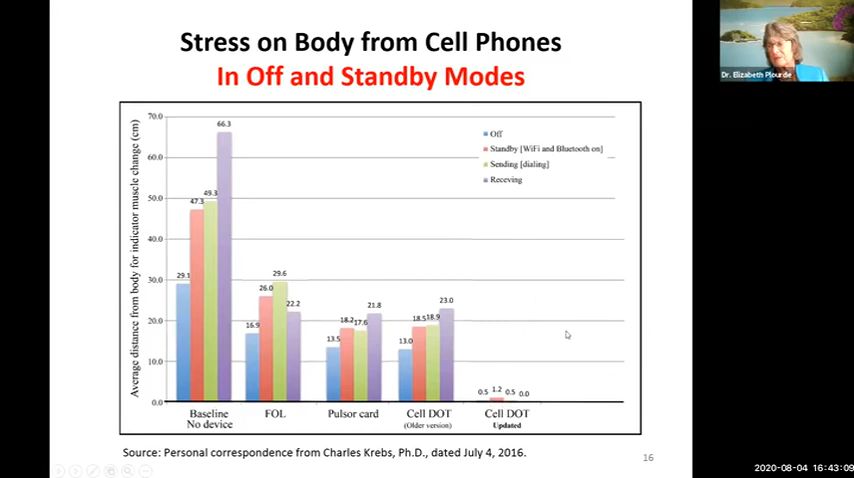 Stress on Body from Cell Phones
In Off and Standby Modes
Dr. Elizabeth Plourde
Average distance from body for indicator muscle change (cm)
70.0
60.0
50.0
40.0
30.0
20.0
10.0
0.0
Off
Standby [WiFi and Bluetooth on]
Sending [dialing]
Receving
29.1
47.3
49.3
66.3
16.9
26.0
29.6
22.2
13.5
18.2
17.6
21.8
13.0
18.5
18.9
23.0
0.5
1.2
0.5
0.0
Baseline
No device
FOL
Pulsor card
Cell DOT
(Older version)
Cell DOT
Updated
Source: Personal correspondence from Charles Krebs, Ph.D., dated July 4, 2016.
16
2020-08-04 16:43:09